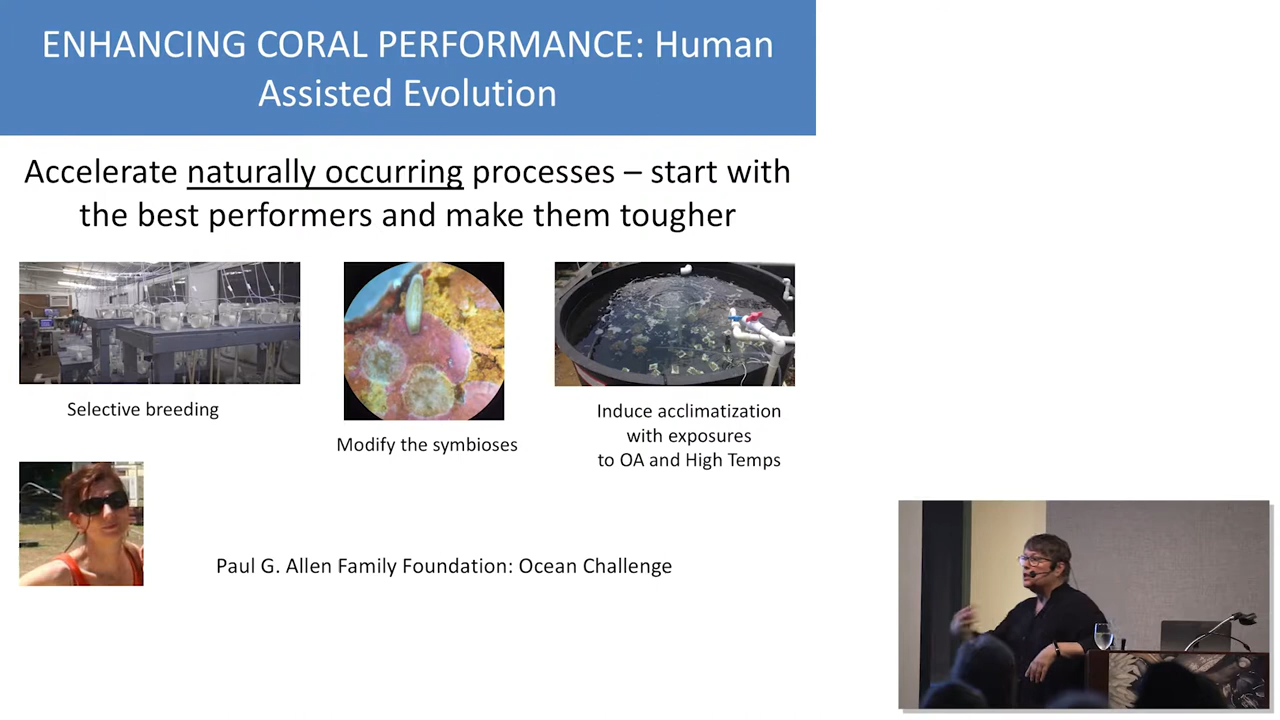 ENHANCING CORAL PERFORMANCE: Human
Assisted Evolution
Accelerate naturally occurring processes – start with
the best performers and make them tougher
Selective breeding
Modify the symbioses
Induce acclimatization
with exposures
to OA and High Temps
Paul G. Allen Family Foundation: Ocean Challenge